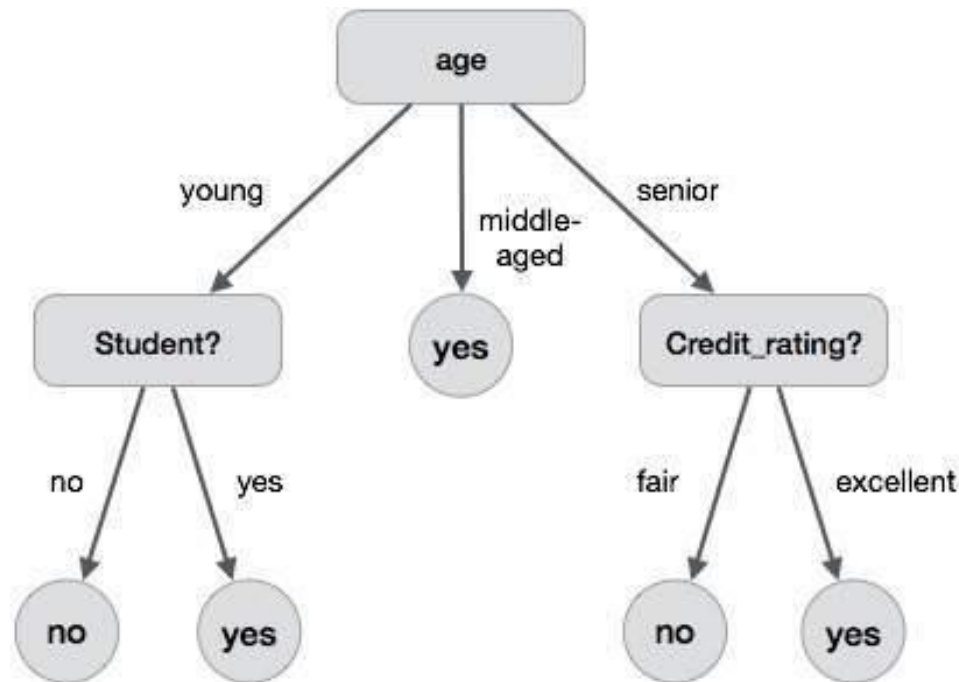 age
young
middle-
aged
senior
Student?
yes
Credit_rating?
no
yes
fair
excellent
no
yes
no
yes